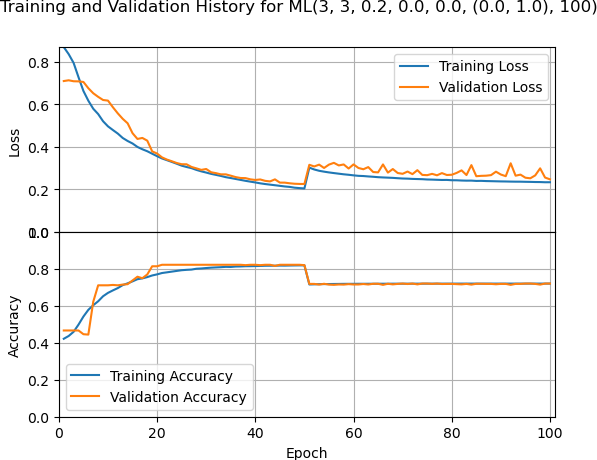 Training and Validation History for ML(3, 3, 0.2, 0.0, 0.0, (0.0, 1.0), 100)
0.8
0.6
0.4
0.2
Loss
Training Loss
Validation Loss
1.0
0.8
0.6
0.4
0.2
0.0
Accuracy
Training Accuracy
Validation Accuracy
0 20 40 60 80 100
Epoch